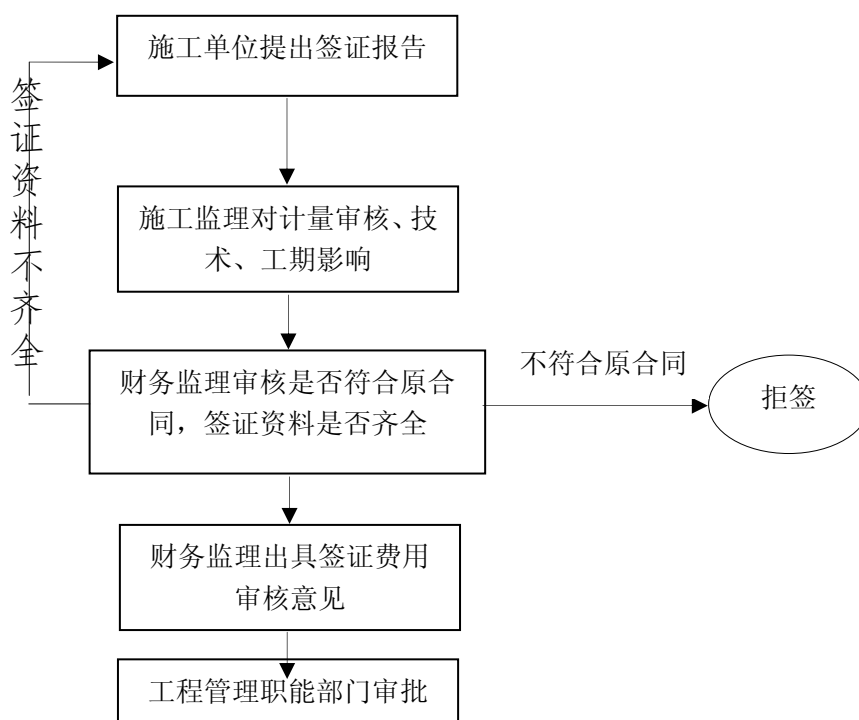 施工单位提出签证报告
签证资料不齐全
施工监理对计量审核、技
术、工期影响
财务监理审核是否符合原合
同，签证资料是否齐全
不符合原合同
拒签
财务监理出具签证费用
审核意见
工程管理职能部门审批